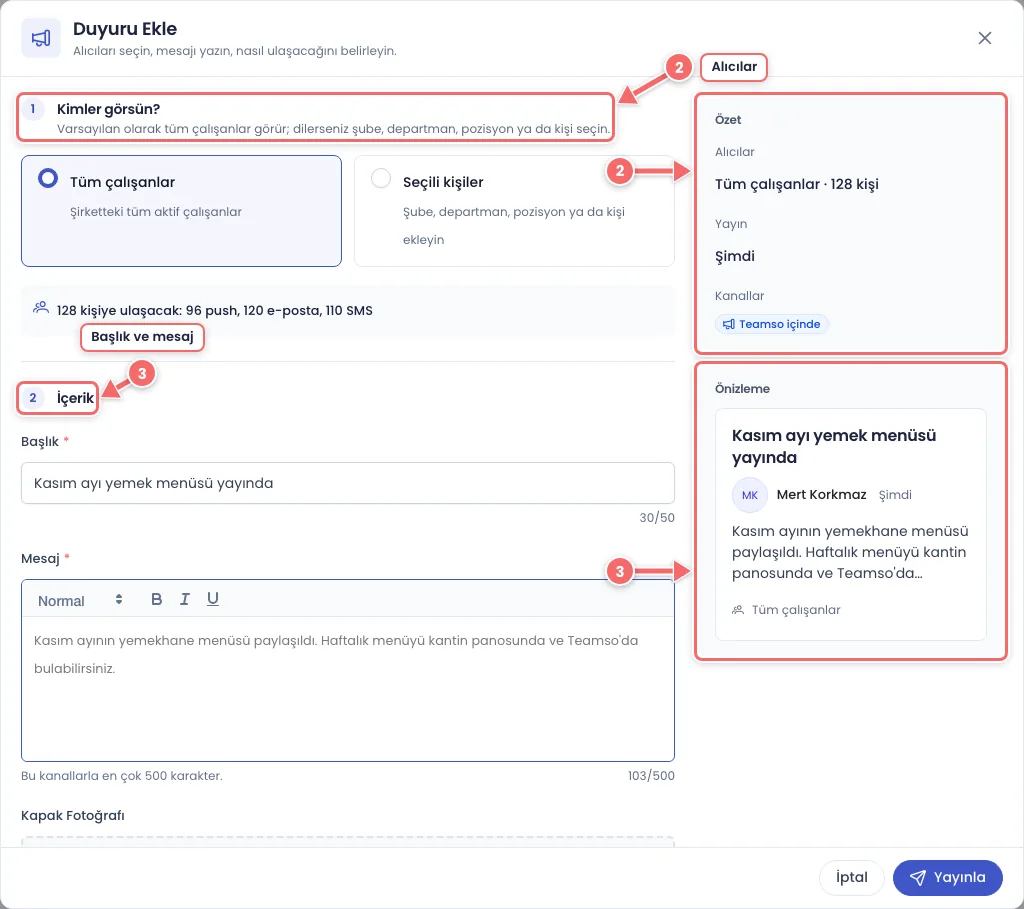 Duyuru Ekle
Alıcıları seçin, mesajı yazın, nasıl ulaşacağını belirleyin.
2 Alıcılar
1 Kimler görsün?
Varsayılan olarak tüm çalışanlar görür; dilerseniz şube, departman, pozisyon ya da kişi seçin.
Tüm çalışanlar
Şirketteki tüm aktif çalışanlar
Seçili kişiler
Şube, departman, pozisyon ya da kişi
ekleyin
2
128 kişiye ulaşacak: 96 push, 120 e-posta, 110 SMS
Başlık ve mesaj
3
2 İçerik
Başlık *
Kasım ayı yemek menüsü yayında
30/50
Mesaj *
3
Normal B I U
Kasım ayının yemekhane menüsü paylaşıldı. Haftalık menüyü kantin panosunda ve Teamso'da
bulabilirsiniz.
Bu kanallarla en çok 500 karakter.
103/500
Kapak Fotoğrafı
Özet
Alıcılar
Tüm çalışanlar · 128 kişi
Yayın
Şimdi
Kanallar
Teamso içinde
Önizleme
Kasım ayı yemek menüsü
yayında
MK Mert Korkmaz Şimdi
Kasım ayının yemekhane menüsü
paylaşıldı. Haftalık menüyü kantin
panosunda ve Teamso'da…
Tüm çalışanlar
İptal
Yayınla